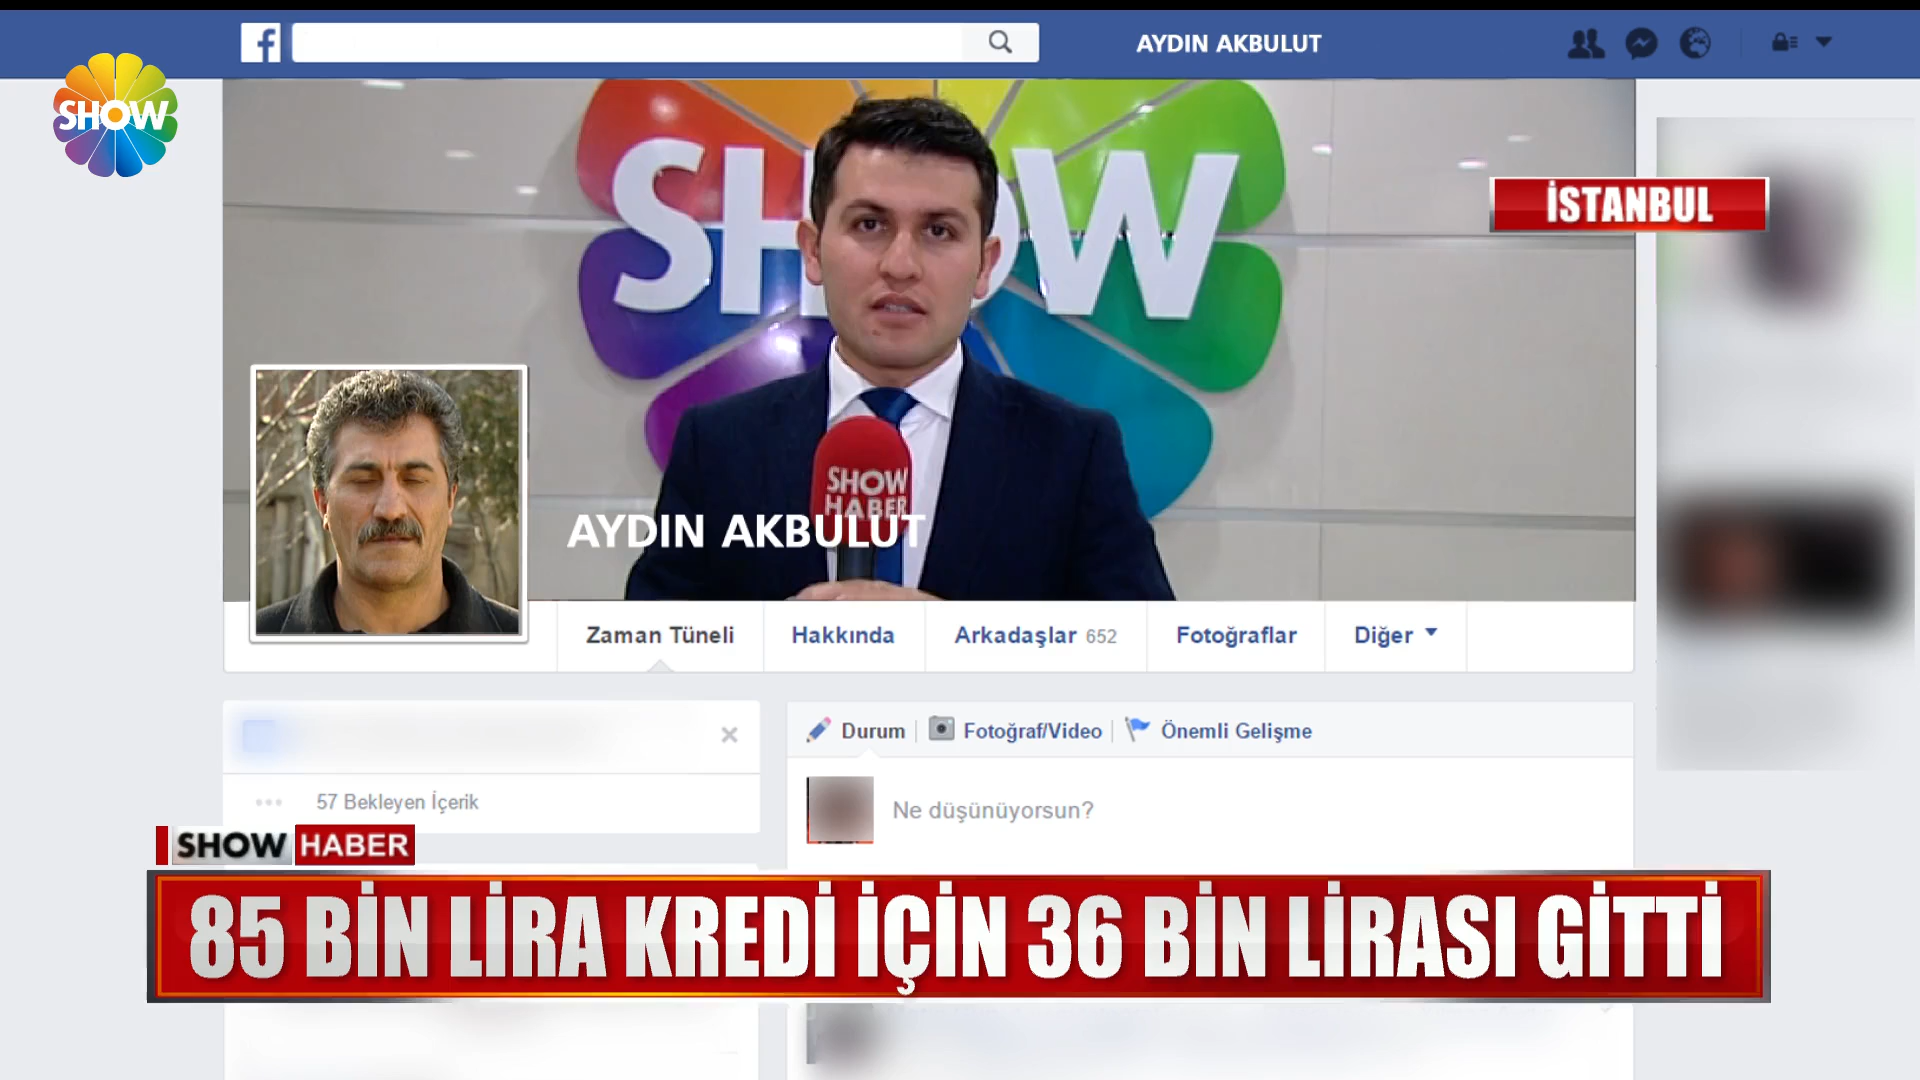 AYDIN AKBULUT
SHOW
SHOW
İSTANBUL
SHOW
HABER
AYDIN AKBULUT
Zaman Tüneli
Hakkında
Arkadaşlar 652
Fotoğraflar
Diğer
Durum
Fotoğraf/Video
Önemli Gelişme
57 Bekleyen İçerik
Ne düşünüyorsun?
SHOW HABER
85 BİN LİRA KREDİ İÇİN 36 BİN LİRASI GİTTİ